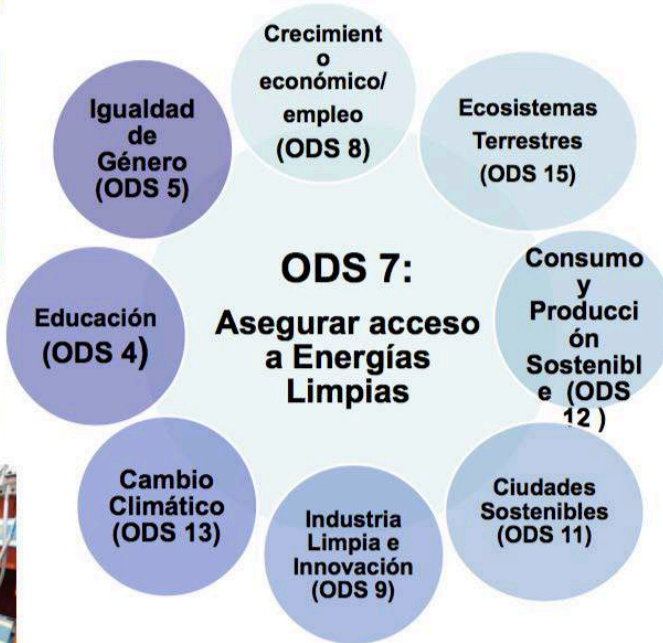 Crecimient
o
económico/
empleo
(ODS 8)
Ecosistemas
Terrestres
(ODS 15)
Consumo
y
Producci
ón
Sostenibl
e (ODS
12 )
Ciudades
Sostenibles
(ODS 11)
Industria
Limpia e
Innovación
(ODS 9)
Cambio
Climático
(ODS 13)
Educación
(ODS 4)
Igualdad
de
Género
(ODS 5)
ODS 7:
Asegurar acceso
a Energías
Limpias